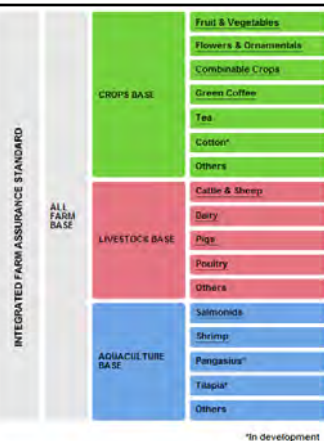 INTEGRATED FARM ASSURANCE STANDARD
ALL
FARM
BASE
CROPS BASE
Fruit & Vegetables
Flowers & Ornamentals
Combinable Crops
Green Coffee
Tea
Cotton*
Others
LIVESTOCK BASE
Cattle & Sheep
Dairy
Pigs
Poultry
Others
AQUACULTURE
BASE
Salmonids
Shrimp
Pangasius*
Tilapia*
Others
*In development